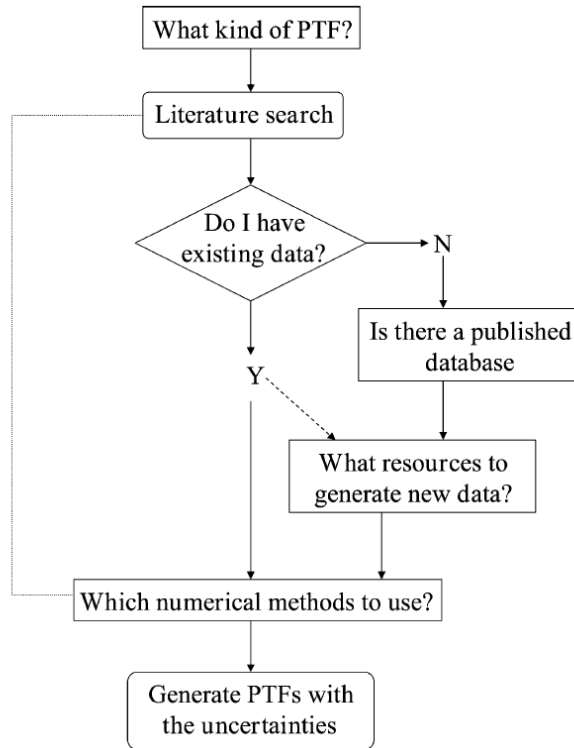 What kind of PTF?
Literature search
Do I have
existing data?
N
Is there a published
database
Y
What resources to
generate new data?
Which numerical methods to use?
Generate PTFs with
the uncertainties